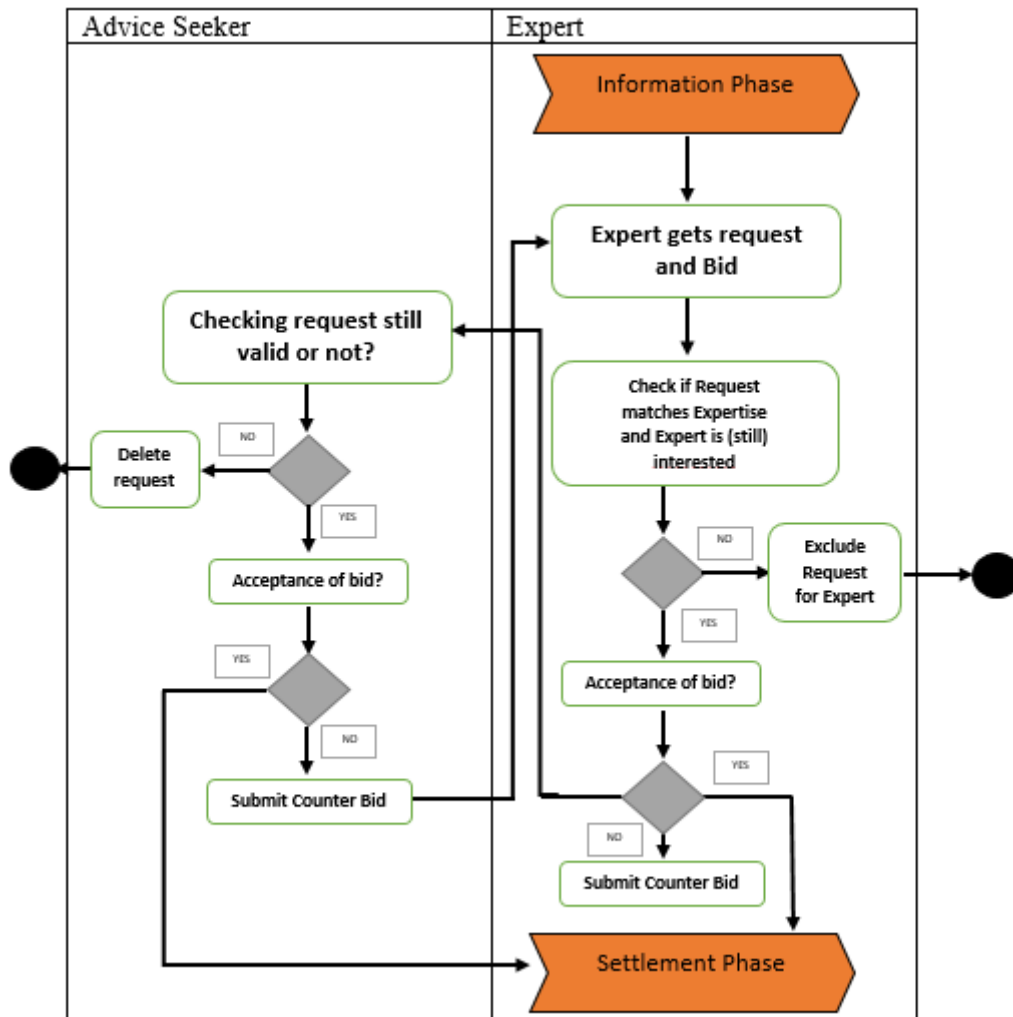 Advice Seeker
Expert
Information Phase
Expert gets request
and Bid
Checking request still
valid or not?
Check if Request
matches Expertise
and Expert is (still)
interested
NO
Delete
request
YES
NO
Exclude
Request
for Expert
Acceptance of bid?
YES
YES
Acceptance of bid?
NO
YES
Submit Counter Bid
NO
Submit Counter Bid
Settlement Phase